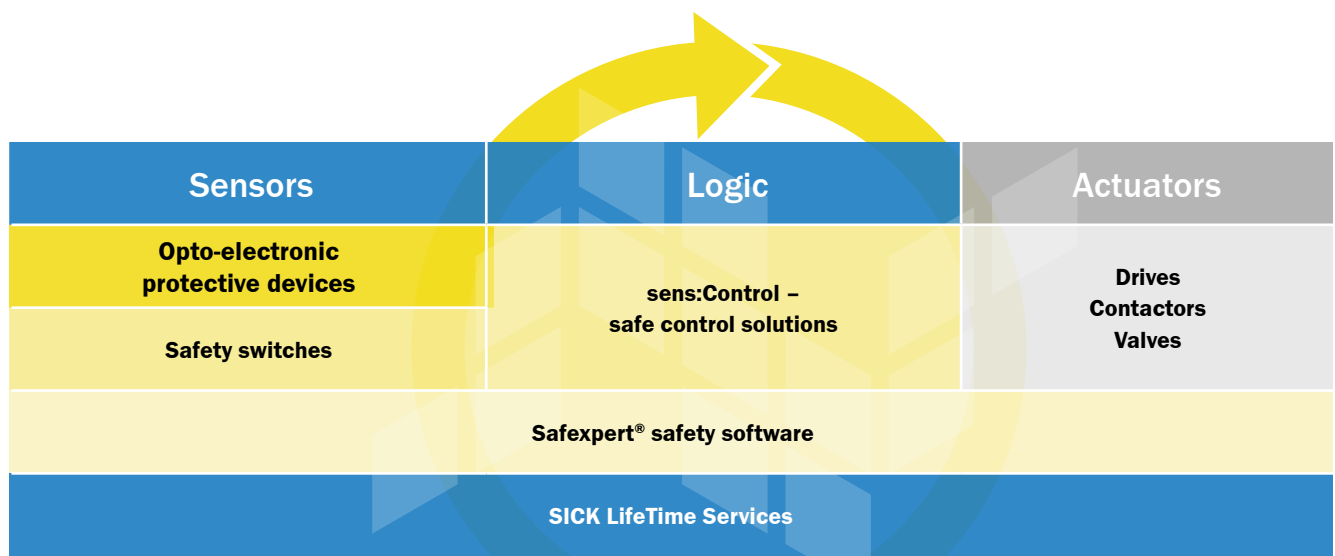 Sensors
Logic
Actuators
Opto-electronic
protective devices
Safety switches
sens:Control –
safe control solutions
Drives
Contactors
Valves
Safexpert® safety software
SICK LifeTime Services